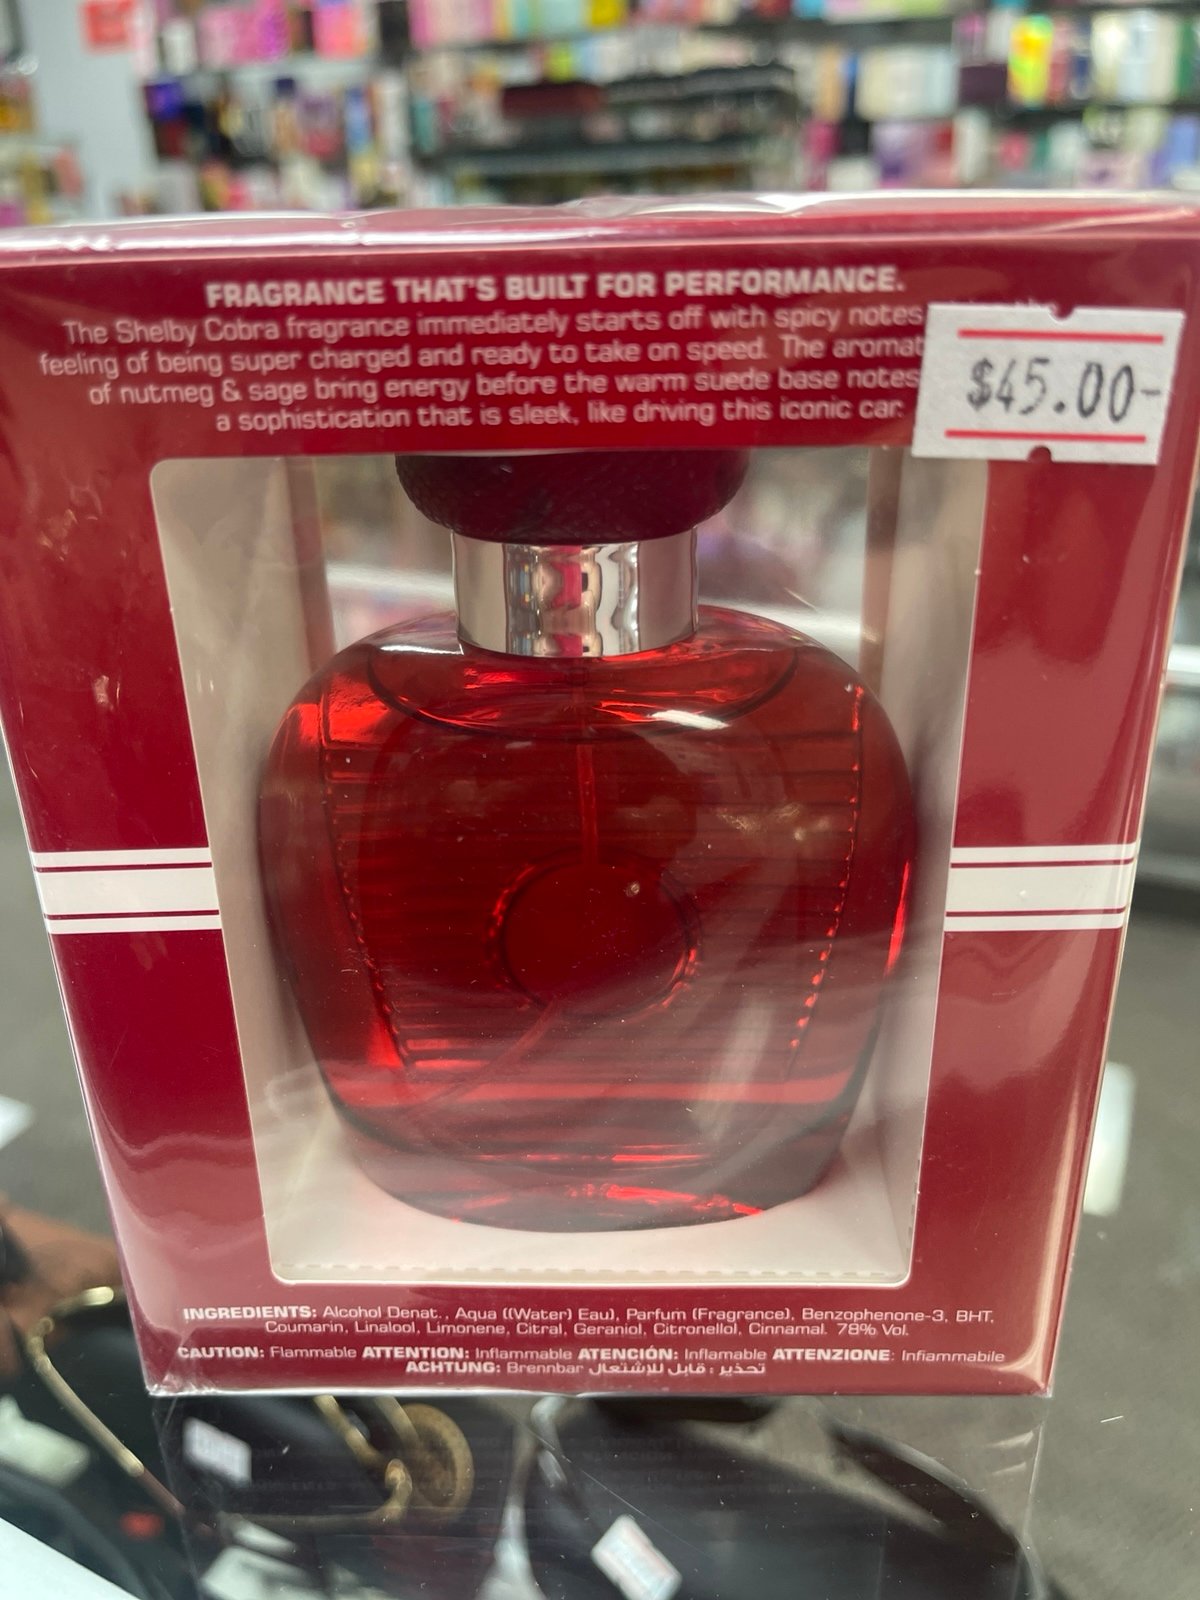 FRAGRANCE THAT'S BUILT FOR PERFORMANCE.
The Shelby Cobra fragrance immediately starts off with spicy notes
feeling of being super charged and ready to take on speed. The aromat
of nutmeg & sage bring energy before the warm suede base notes
a sophistication that is sleek, like driving this iconic car.
$45.00-
INGREDIENTS: Alcohol Denat., Aqua ((Water) Eau), Parfum (Fragrance), Benzophenone-3, BHT,
Coumarin, Linalool, Limonene, Citral, Geraniol, Citronellol, Cinnamal. 78% Vol.
CAUTION: Flammable ATTENTION: Inflammable ATENCIÓN: Inflamable ATTENZIONE: Infiammabile
ACHTUNG: Brennbar تحذير: قابل للإشتعال